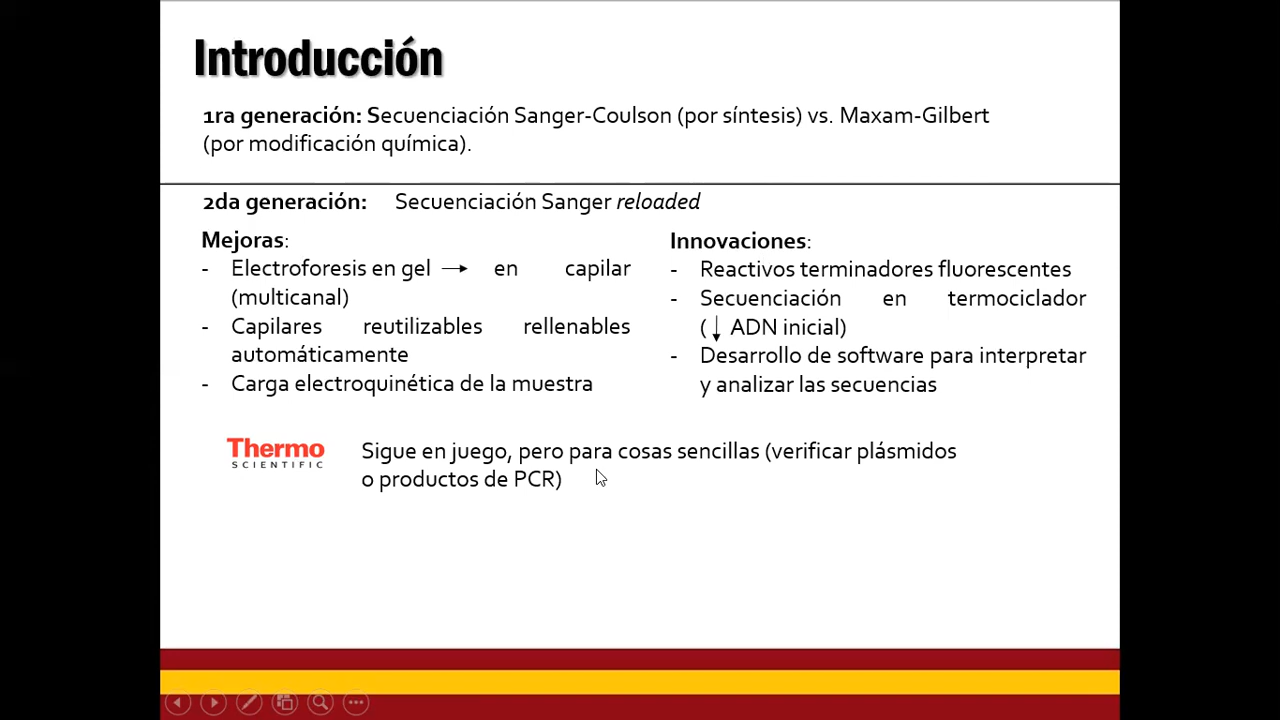 Introducción
1ra generación: Secuenciación Sanger-Coulson (por síntesis) vs. Maxam-Gilbert
(por modificación química).
2da generación: Secuenciación Sanger reloaded
Mejoras:
- Electroforesis en gel → en capilar
(multicanal)
- Capilares reutilizables rellenables
automáticamente
- Carga electroquinética de la muestra
Innovaciones:
- Reactivos terminadores fluorescentes
- Secuenciación en termociclador
(↓ ADN inicial)
- Desarrollo de software para interpretar
y analizar las secuencias
Thermo
SCIENTIFIC
Sigue en juego, pero para cosas sencillas (verificar plásmidos
o productos de PCR)